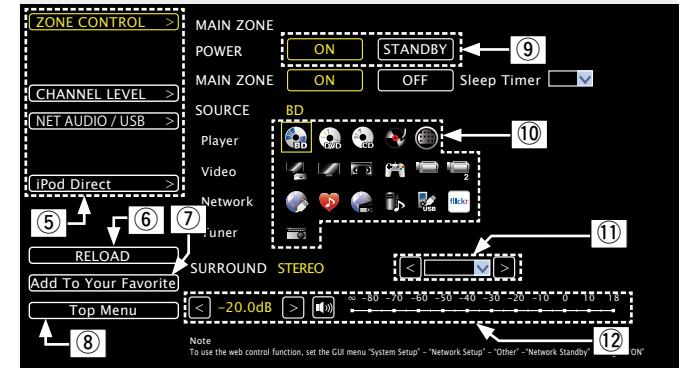 ZONE CONTROL >
CHANNEL LEVEL >
NET AUDIO / USB >
iPod Direct >
⑤
⑥
⑦
RELOAD
Add To Your Favorite
Top Menu
⑧
MAIN ZONE
POWER ON STANDBY
⑨
MAIN ZONE ON OFF Sleep Timer
SOURCE BD
Player BD DVD CD
⑩
Video 2
Network USB flickr
Tuner
⑪
SURROUND STEREO < >
< -20.0dB > ∞ -80 -70 -60 -50 -40 -30 -20 -10 0 10 18
⑫
Note
To use the web control function, set the GUI menu "System Setup" – "Network Setup" – "Other" –"Network Standby" "ON"